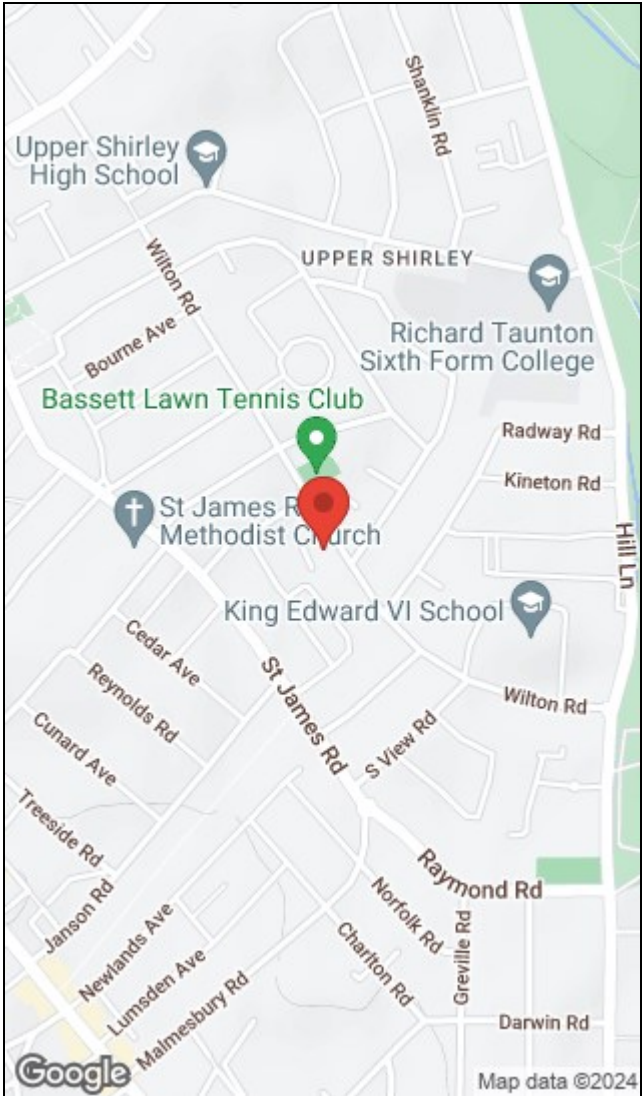 Shanklin Rd
Upper Shirley
High School
UPPER SHIRLEY
Wilton Rd
Richard Taunton
Sixth Form College
Bourne Ave
Bassett Lawn Tennis Club
Radway Rd
Kineton Rd
St James R
Methodist Church
Hill Ln
King Edward VI School
Cedar Ave
Reynolds Rd
St James Rd
Wilton Rd
Cunard Ave
S View Rd
Treeside Rd
Raymond Rd
Janson Rd
Newlands Ave
Norfolk Rd
Greville Rd
Lumsden Ave
Charlton Rd
Malmesbury Rd
Darwin Rd
Google
Map data ©2024